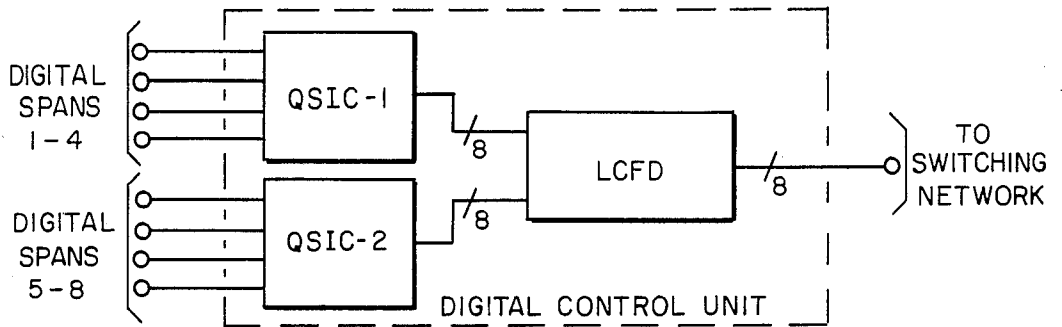 DIGITAL
SPANS
1-4
QSIC-1
8
DIGITAL
SPANS
5-8
QSIC-2
8
LCFD
8
TO
SWITCHING
NETWORK
DIGITAL CONTROL UNIT